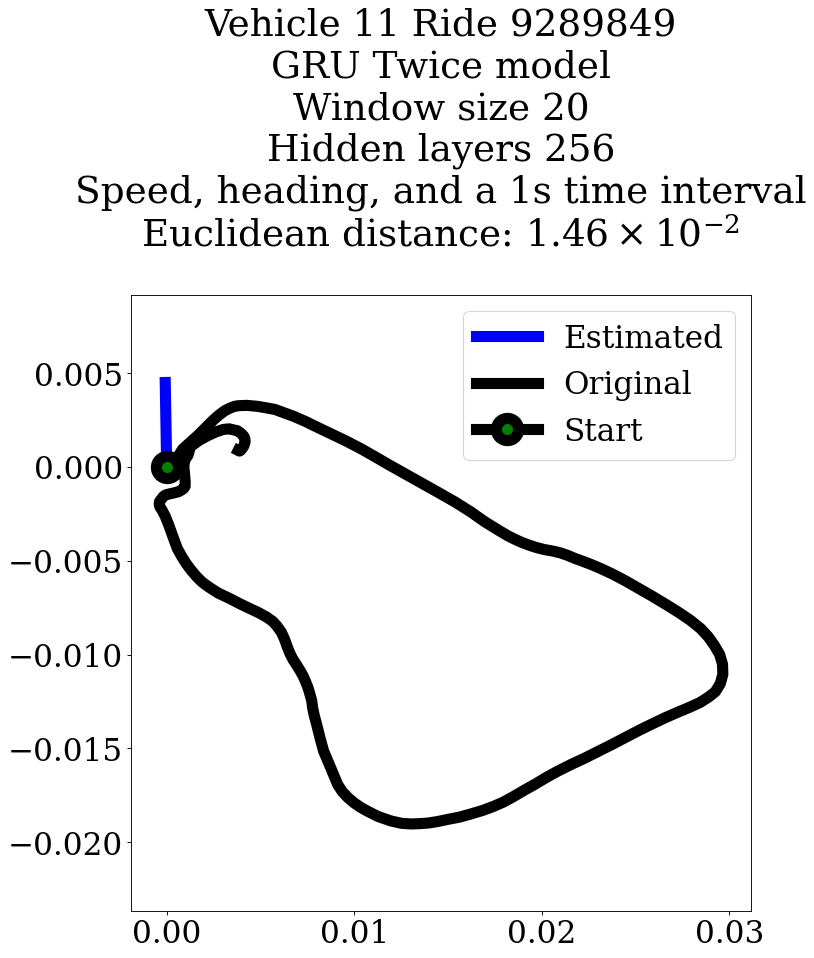 Vehicle 11 Ride 9289849
GRU Twice model
Window size 20
Hidden layers 256
Speed, heading, and a 1s time interval
Euclidean distance: 1.46 × 10⁻²
Estimated
Original
Start
0.005
0.000
−0.005
−0.010
−0.015
−0.020
0.00 0.01 0.02 0.03